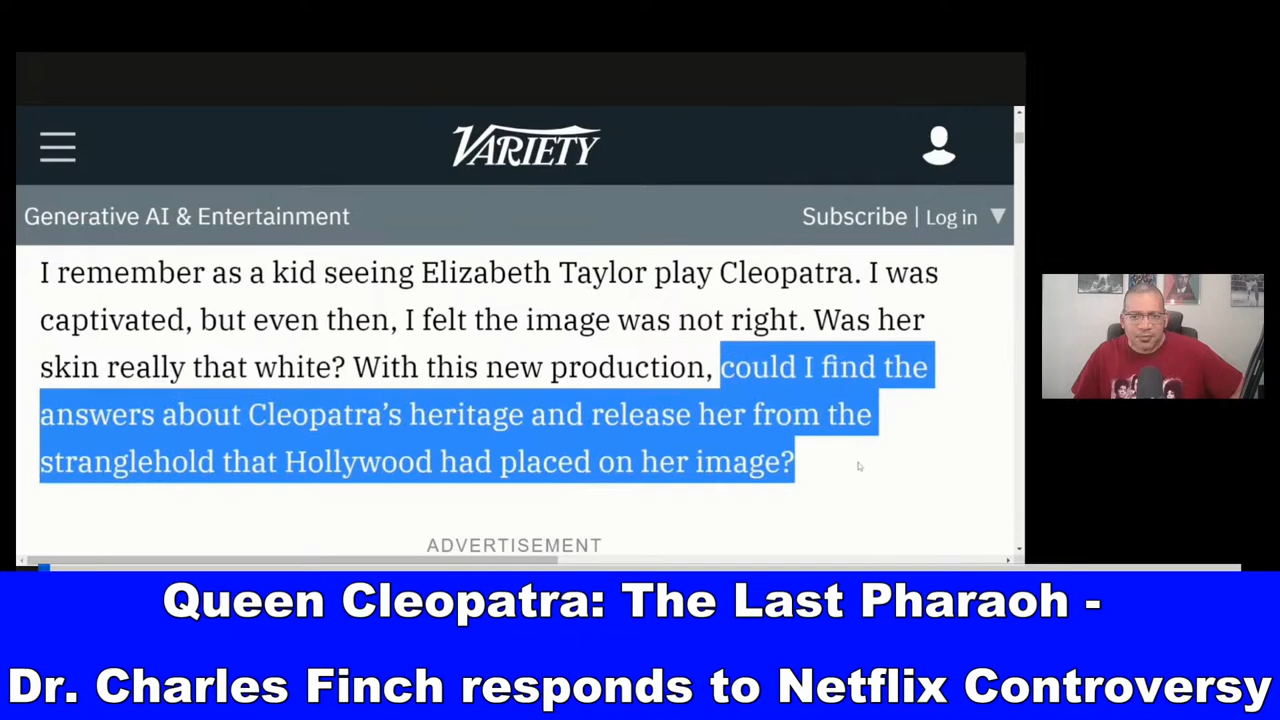 VARIETY
Generative AI & Entertainment
Subscribe | Log in ▼
I remember as a kid seeing Elizabeth Taylor play Cleopatra. I was
captivated, but even then, I felt the image was not right. Was her
skin really that white? With this new production, could I find the
answers about Cleopatra’s heritage and release her from the
stranglehold that Hollywood had placed on her image?
ADVERTISEMENT
Queen Cleopatra: The Last Pharaoh -
Dr. Charles Finch responds to Netflix Controversy